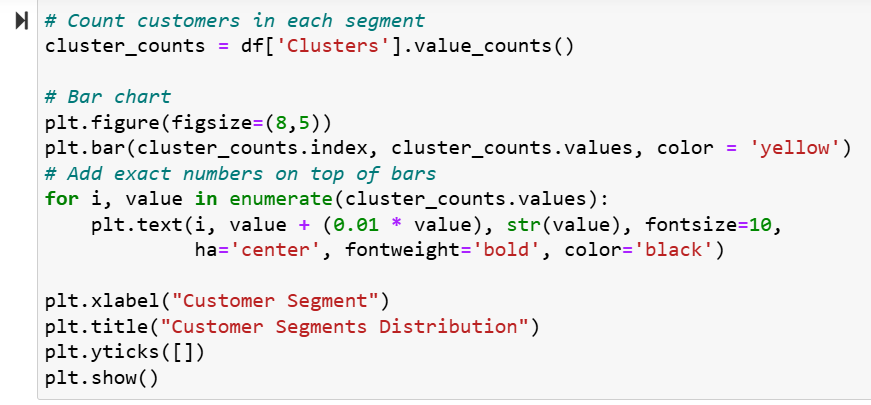 # Count customers in each segment
cluster_counts = df['Clusters'].value_counts()

# Bar chart
plt.figure(figsize=(8,5))
plt.bar(cluster_counts.index, cluster_counts.values, color = 'yellow')
# Add exact numbers on top of bars
for i, value in enumerate(cluster_counts.values):
    plt.text(i, value + (0.01 * value), str(value), fontsize=10,
             ha='center', fontweight='bold', color='black')

plt.xlabel("Customer Segment")
plt.title("Customer Segments Distribution")
plt.yticks([])
plt.show()